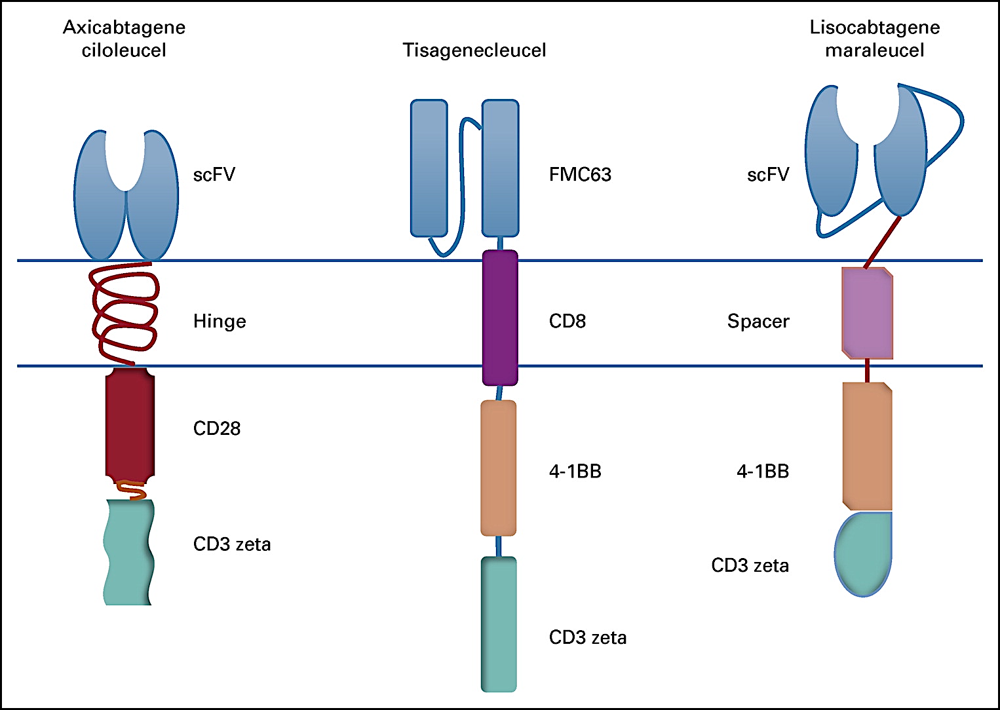 Axicabtagene
ciloleucel
scFV
Hinge
CD28
CD3 zeta
Tisagenecleucel
FMC63
CD8
4-1BB
CD3 zeta
Lisocabtagene
maraleucel
scFV
Spacer
4-1BB
CD3 zeta